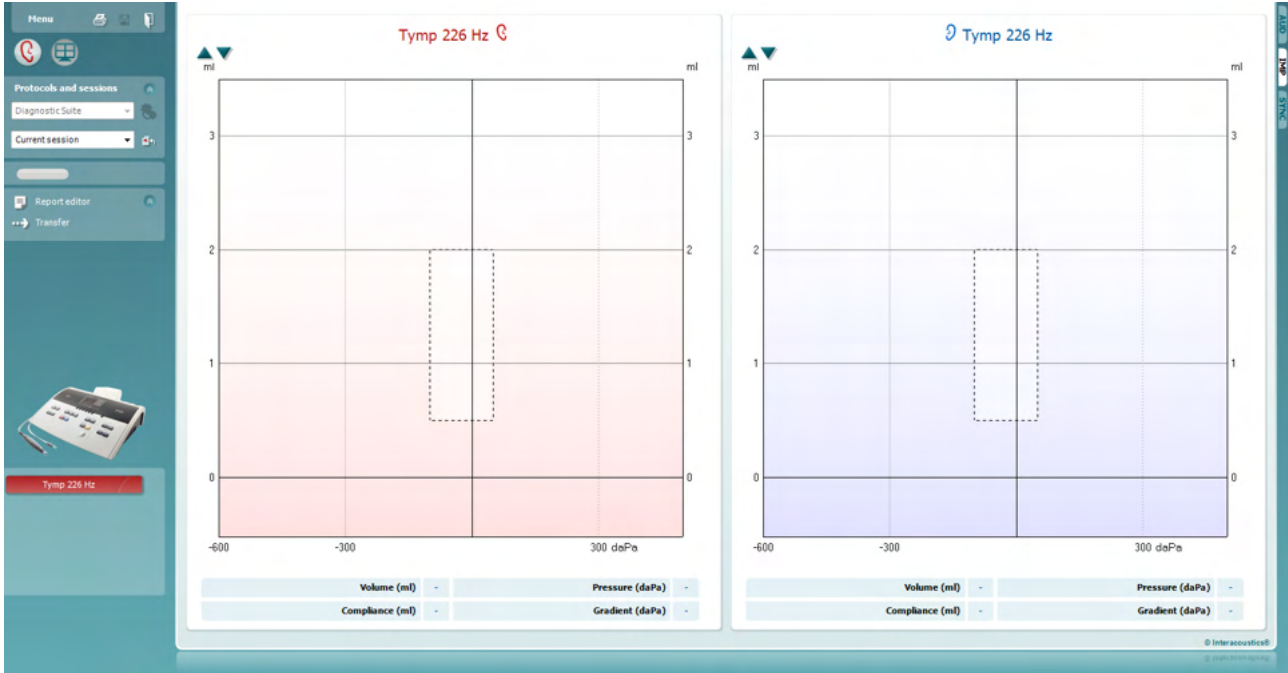 Menu
Protocols and sessions
Diagnostic Suite
Current session
Report editor
Transfer
Tymp 226 Hz
Tymp 226 Hz
ml ml
3 3
2 2
1 1
0 0
-600 -300 300 daPa
Volume (ml) - Pressure (daPa) -
Compliance (ml) - Gradient (daPa) -
Tymp 226 Hz
ml ml
3 3
2 2
1 1
0 0
-600 -300 300 daPa
Volume (ml) - Pressure (daPa) -
Compliance (ml) - Gradient (daPa) -
AUD
IMP
SYNC
© Interacoustics®